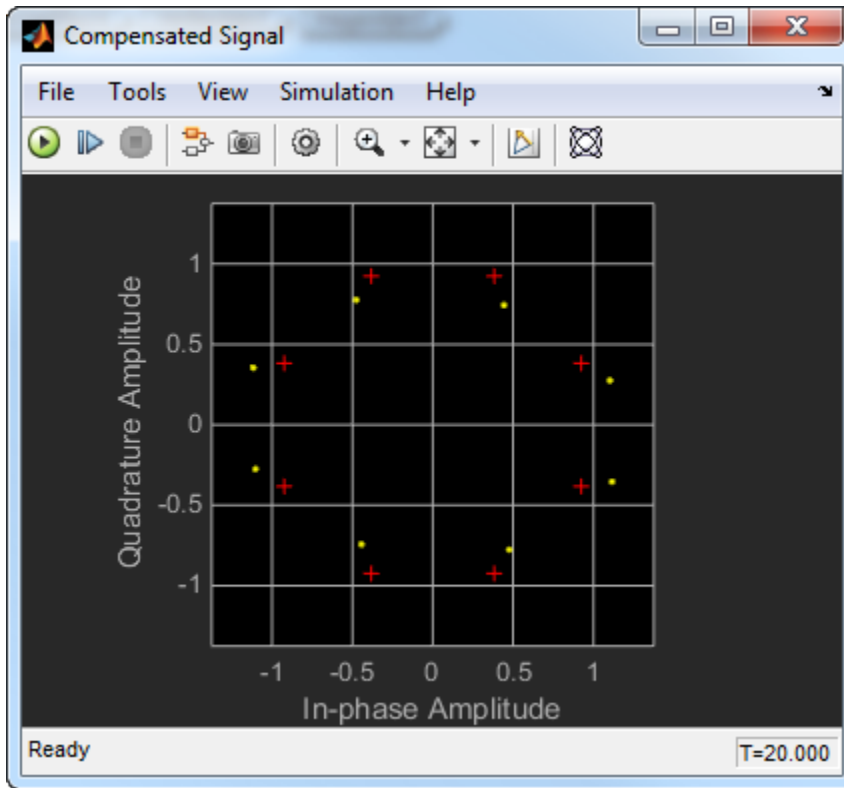 Compensated Signal
File Tools View Simulation Help
Quadrature Amplitude
1
0.5
0
-0.5
-1
-1 -0.5 0 0.5 1
In-phase Amplitude
Ready T=20.000